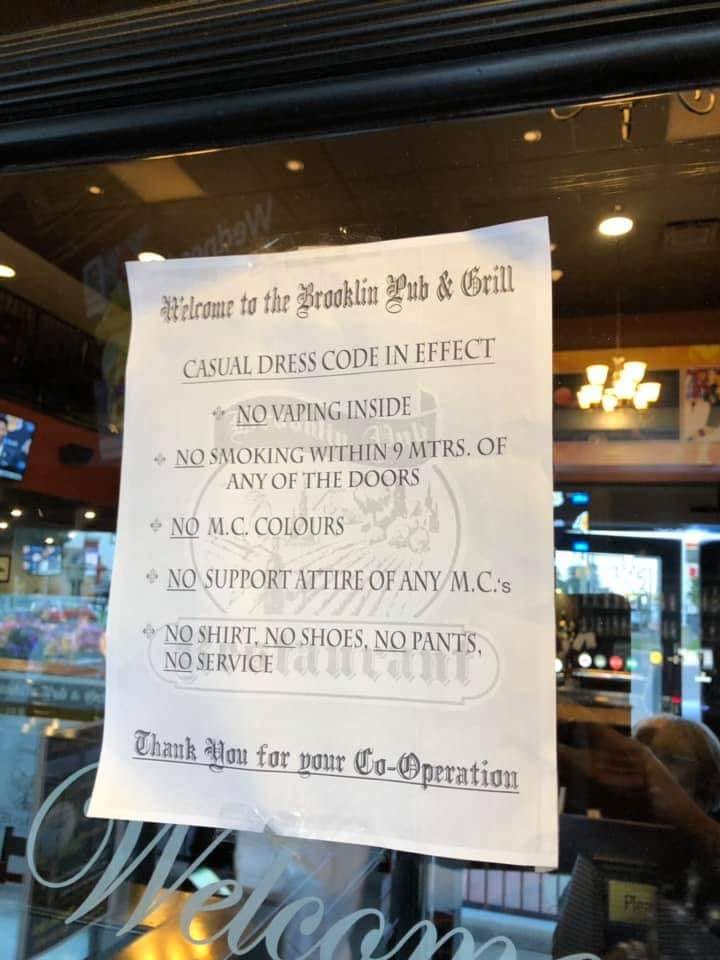 Wednes
Welcome to the Brooklin Pub & Grill
CASUAL DRESS CODE IN EFFECT
NO VAPING INSIDE
NO SMOKING WITHIN 9 MTRS. OF
ANY OF THE DOORS
NO M.C. COLOURS
NO SUPPORT ATTIRE OF ANY M.C.'s
NO SHIRT, NO SHOES, NO PANTS,
NO SERVICE
Restaurant
Thank You for your Co-Operation
Welcome